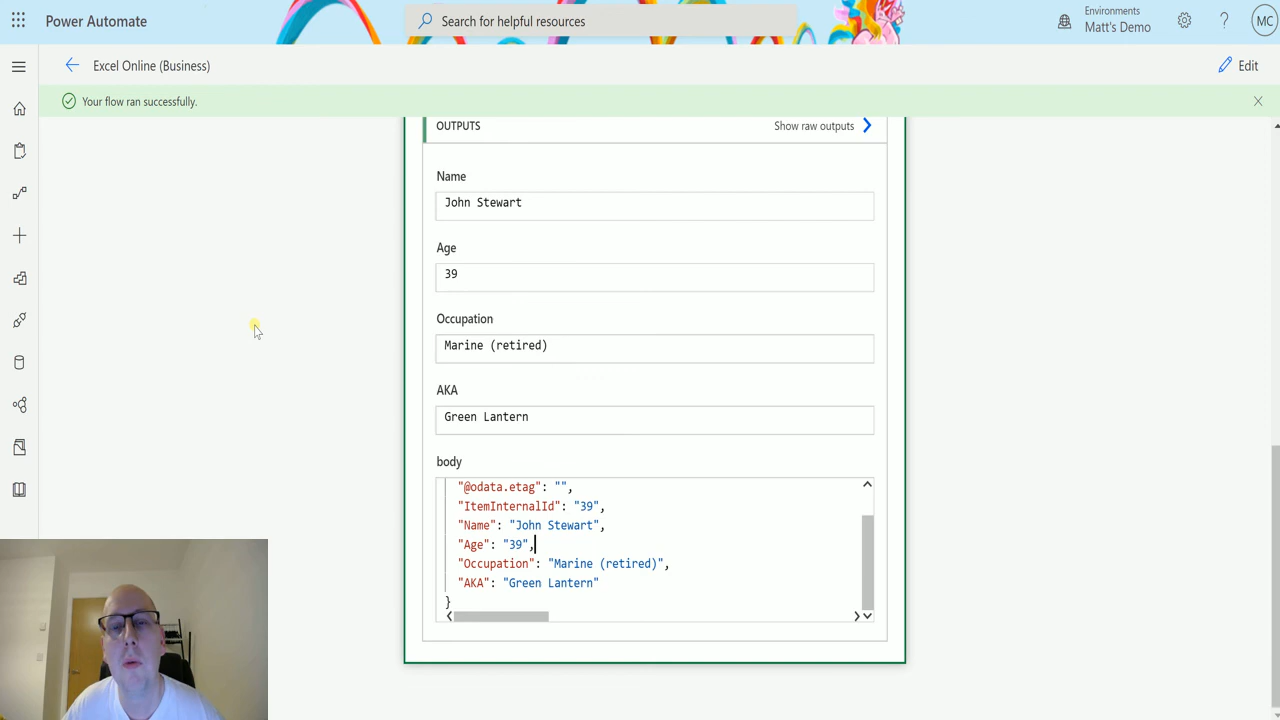 Power Automate
Search for helpful resources
Environments
Matt's Demo
MC
Excel Online (Business)
Edit
Your flow ran successfully.
OUTPUTS
Show raw outputs
Name
John Stewart
Age
39
Occupation
Marine (retired)
AKA
Green Lantern
body
"@odata.etag": "",
"ItemInternalId": "39",
"Name": "John Stewart",
"Age": "39",
"Occupation": "Marine (retired)",
"AKA": "Green Lantern"
}